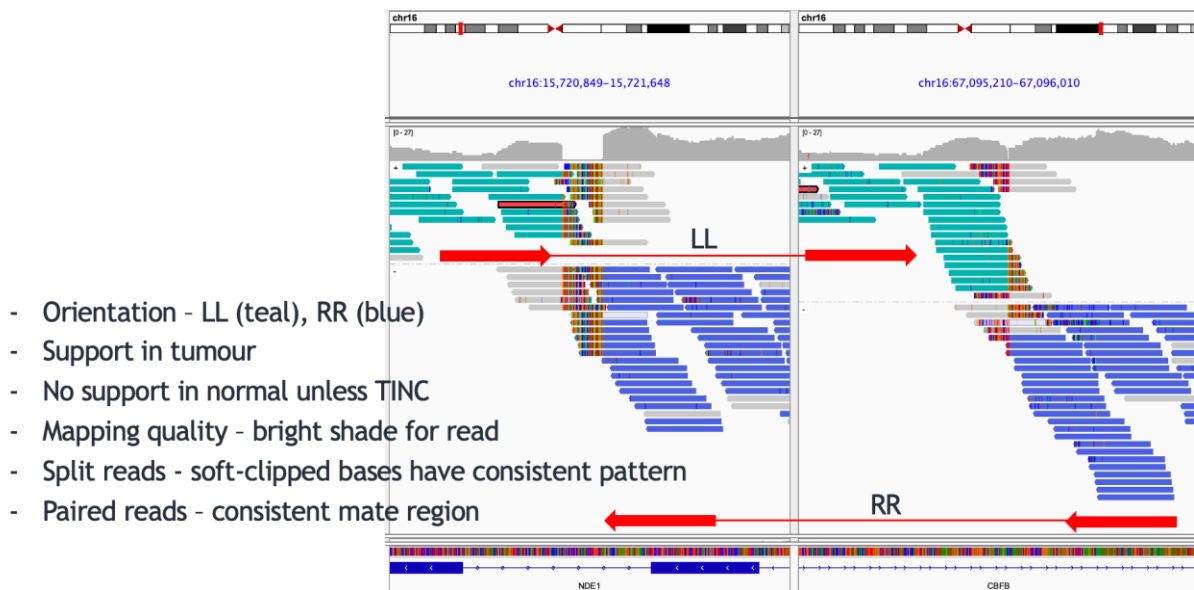 chr16
chr16
chr16:15,720,849-15,721,648
chr16:67,095,210-67,096,010
[0 - 27]
[0 - 27]
+
LL
-
- Orientation – LL (teal), RR (blue)
- Support in tumour
- No support in normal unless TINC
- Mapping quality – bright shade for read
- Split reads - soft-clipped bases have consistent pattern
- Paired reads – consistent mate region
RR
NDE1
CBFB